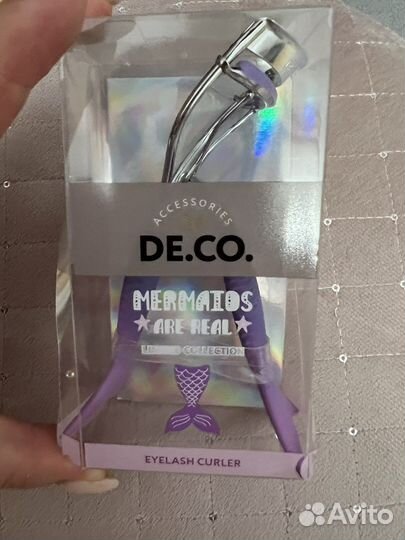 ACCESSORIES
DE.CO.
MERMAIDS
ARE REAL
COLLECTION
EYELASH CURLER
Avito